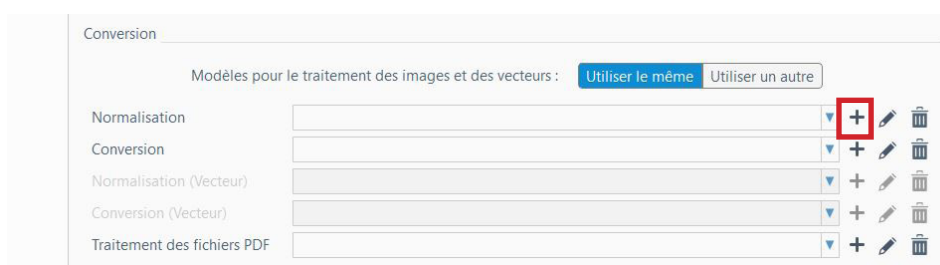 Conversion
Modèles pour le traitement des images et des vecteurs : Utiliser le même Utiliser un autre
Normalisation
Conversion
Normalisation (Vecteur)
Conversion (Vecteur)
Traitement des fichiers PDF